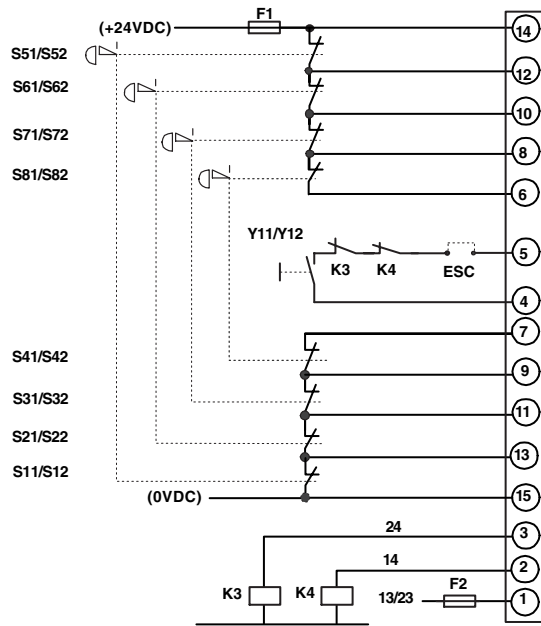 F1
(+24VDC)
14
S51/S52
12
S61/S62
10
S71/S72
8
S81/S82
6
Y11/Y12
K3 K4 ESC
5
4
7
S41/S42
9
S31/S32
11
S21/S22
13
S11/S12
(0VDC)
15
24
3
14
2
K3 K4 13/23 F2
1